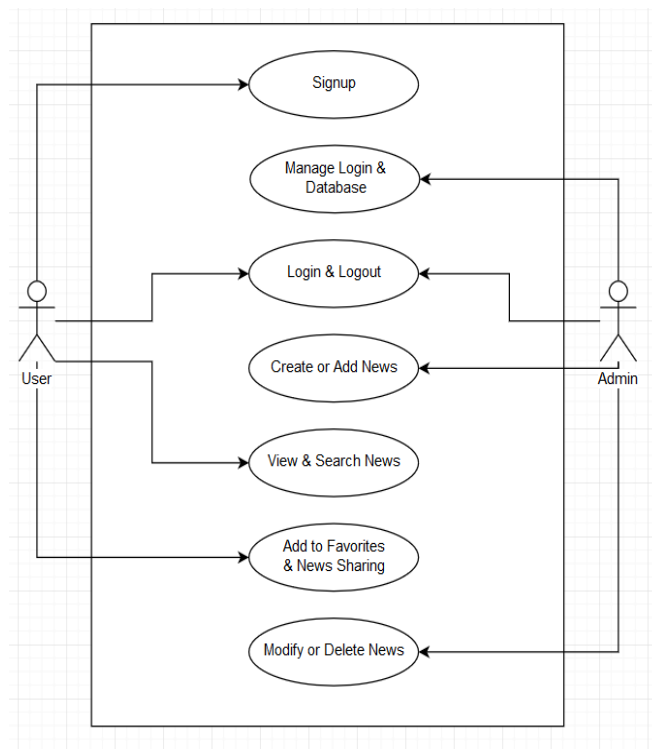 Signup
Manage Login &
Database
Login & Logout
Create or Add News
User
Admin
View & Search News
Add to Favorites
& News Sharing
Modify or Delete News